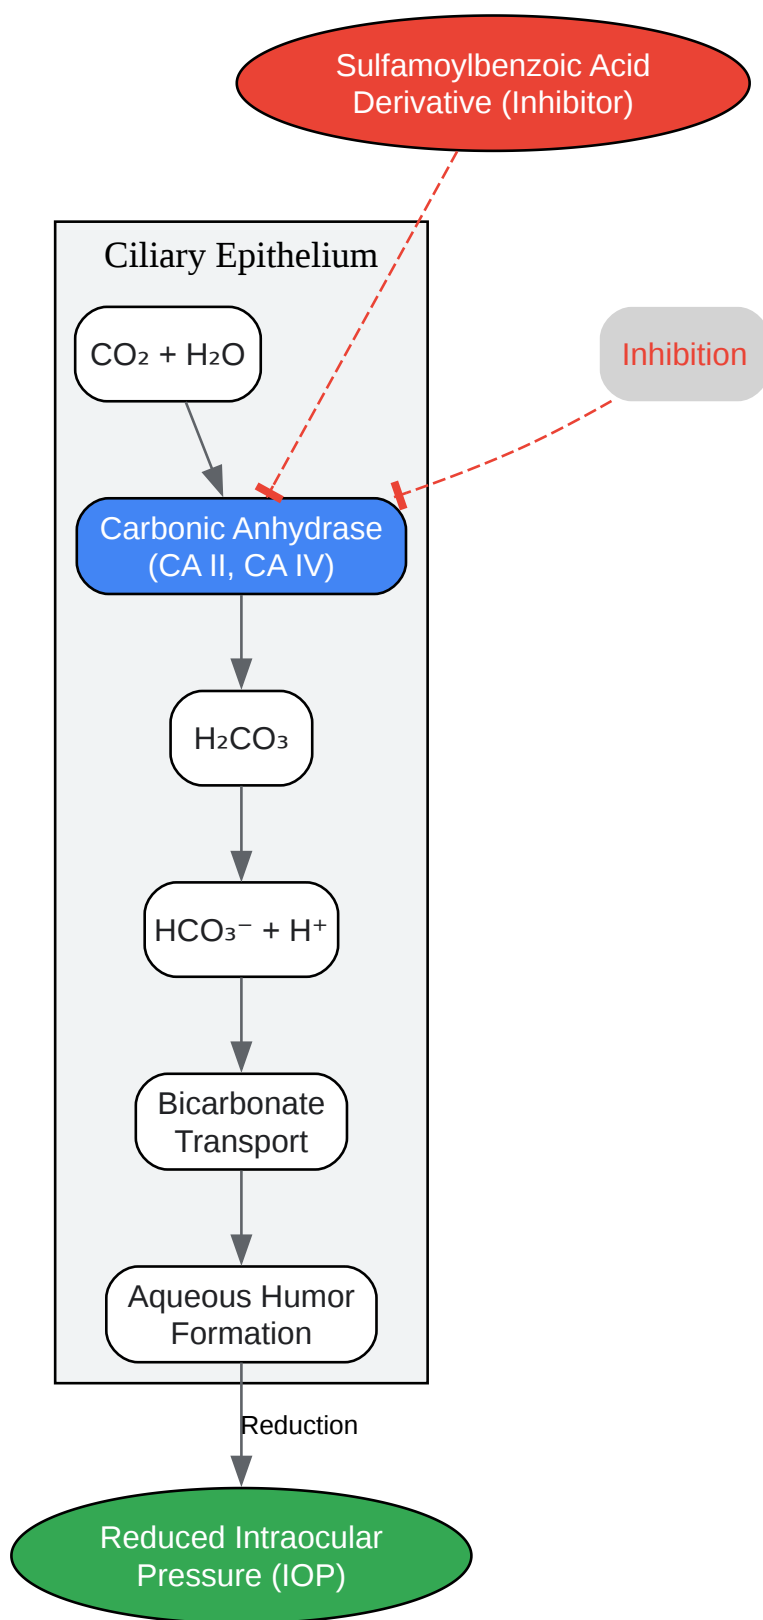 Sulfamoylbenzoic Acid
Derivative (Inhibitor)
Ciliary Epithelium
CO₂ + H₂O
Inhibition
Carbonic Anhydrase
(CA II, CA IV)
H₂CO₃
HCO₃⁻ + H⁺
Bicarbonate
Transport
Aqueous Humor
Formation
Reduction
Reduced Intraocular
Pressure (IOP)